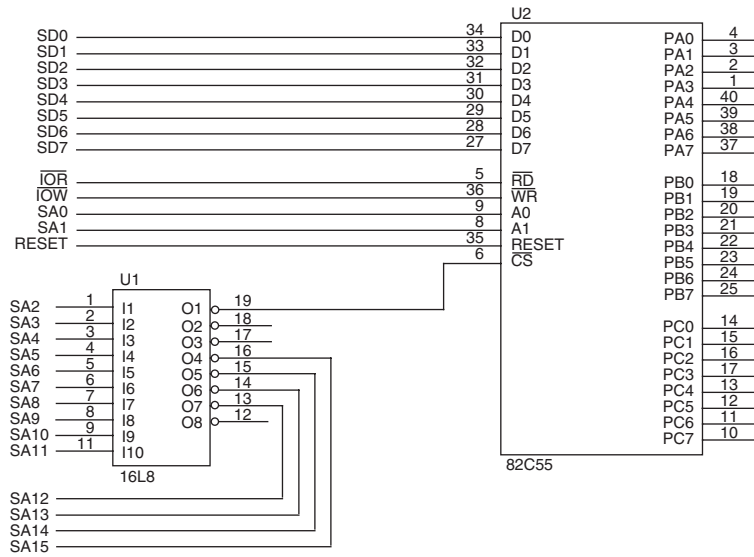 U2
SD0 34 D0 PA0 4
SD1 33 D1 PA1 3
SD2 32 D2 PA2 2
SD3 31 D3 PA3 1
SD4 30 D4 PA4 40
SD5 29 D5 PA5 39
SD6 28 D6 PA6 38
SD7 27 D7 PA7 37
IOR 5 RD PB0 18
IOW 36 WR PB1 19
SA0 9 A0 PB2 20
SA1 8 A1 PB3 21
RESET 35 RESET PB4 22
6 CS PB5 23
PB6 24
PB7 25
U1
SA2 1 I1 O1 19
SA3 2 I2 O2 18
SA4 3 I3 O3 17
SA5 4 I4 O4 16
SA6 5 I5 O5 15
SA7 6 I6 O6 14
SA8 7 I7 O7 13
SA9 8 I8 O8 12
SA10 9 I9
SA11 11 I10
16L8
PC0 14
PC1 15
PC2 16
PC3 17
PC4 13
PC5 12
PC6 11
PC7 10
82C55
SA12
SA13
SA14
SA15